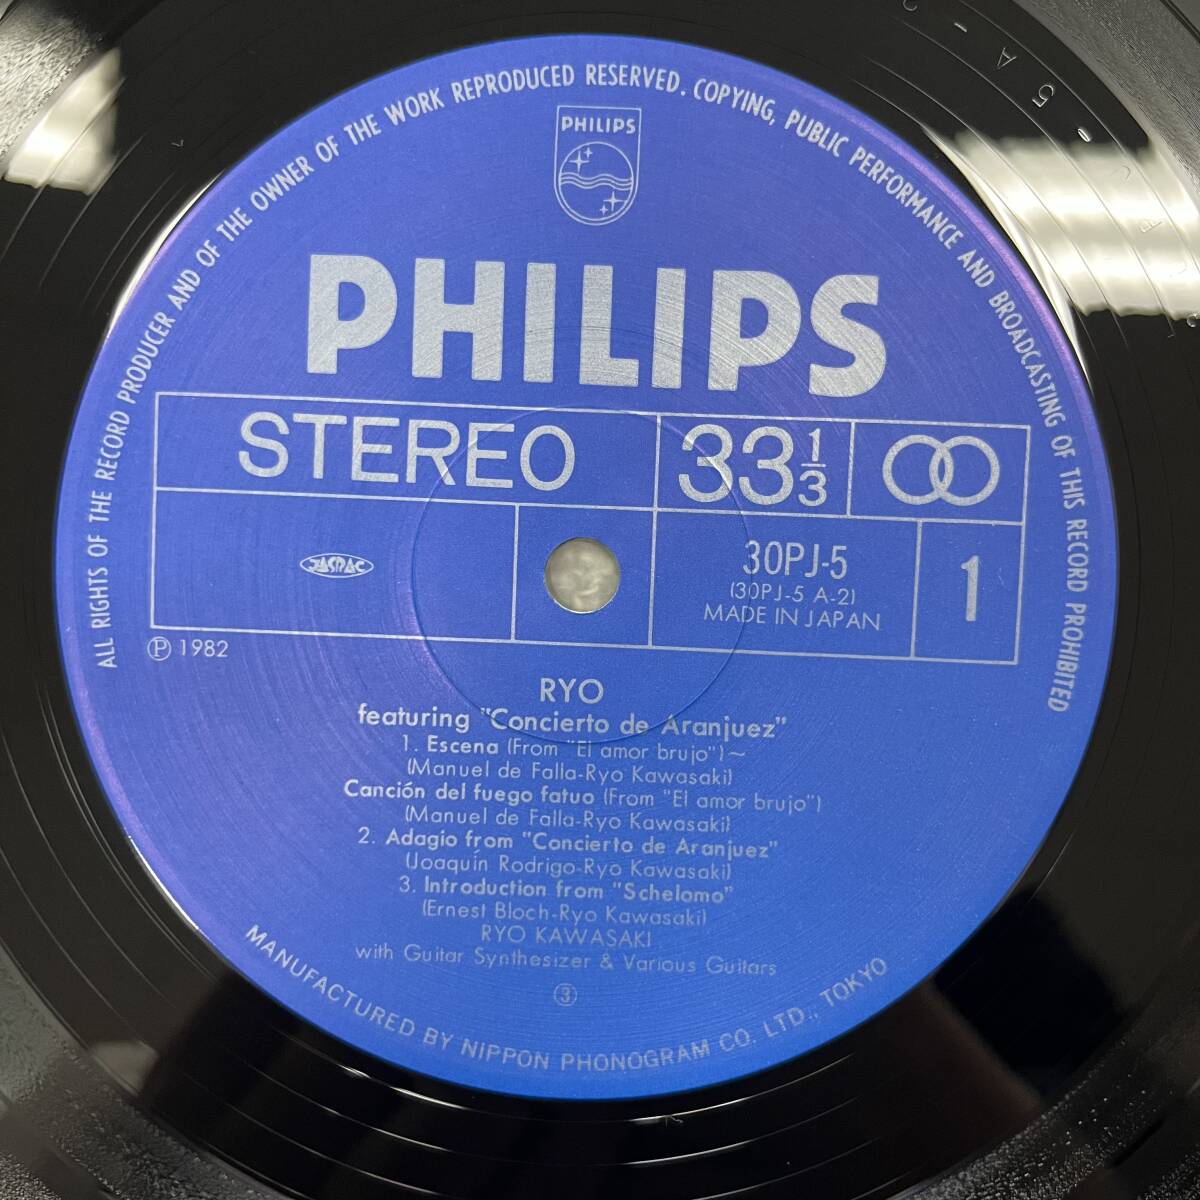 ALL RIGHTS OF THE RECORD PRODUCER AND OF THE OWNER OF THE WORK REPRODUCED RESERVED. COPYING, PUBLIC PERFORMANCE AND BROADCASTING OF THIS RECORD PROHIBITED
PHILIPS
PHILIPS
STEREO
33 1/3
JASRAC
30PJ-5
(30PJ-5 A-2)
MADE IN JAPAN
1
Ⓟ 1982
RYO
featuring "Concierto de Aranjuez"
1. Escena (From "El amor brujo")~
(Manuel de Falla-Ryo Kawasaki)
Canción del fuego fatuo (From "El amor brujo")
(Manuel de Falla-Ryo Kawasaki)
2. Adagio from "Concierto de Aranjuez"
(Joaquín Rodrigo-Ryo Kawasaki)
3. Introduction from "Schelomo"
(Ernest Bloch-Ryo Kawasaki)
RYO KAWASAKI
with Guitar Synthesizer & Various Guitars
③
MANUFACTURED BY NIPPON PHONOGRAM CO. LTD., TOKYO